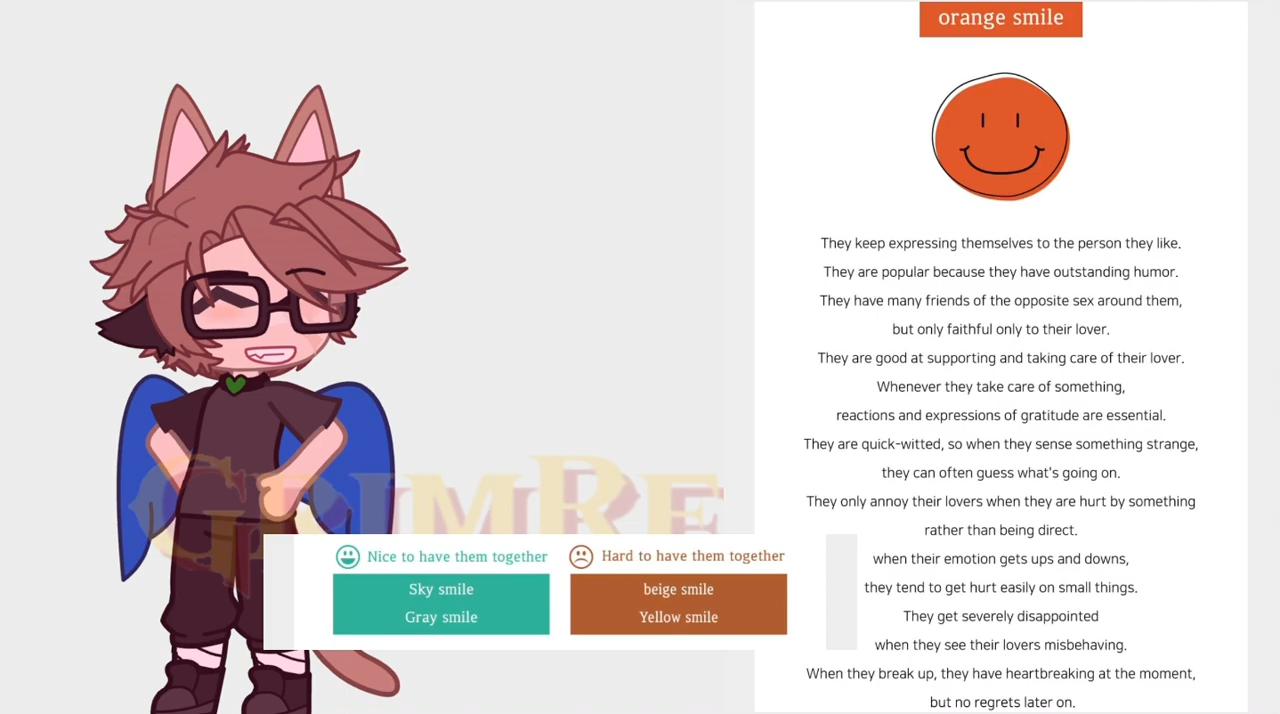 orange smile
They keep expressing themselves to the person they like.
They are popular because they have outstanding humor.
They have many friends of the opposite sex around them,
but only faithful only to their lover.
They are good at supporting and taking care of their lover.
Whenever they take care of something,
reactions and expressions of gratitude are essential.
They are quick-witted, so when they sense something strange,
they can often guess what's going on.
They only annoy their lovers when they are hurt by something
rather than being direct.
when their emotion gets ups and downs,
they tend to get hurt easily on small things.
They get severely disappointed
when they see their lovers misbehaving.
When they break up, they have heartbreaking at the moment,
but no regrets later on.
GRIMRE
Nice to have them together
Sky smile
Gray smile
Hard to have them together
beige smile
Yellow smile